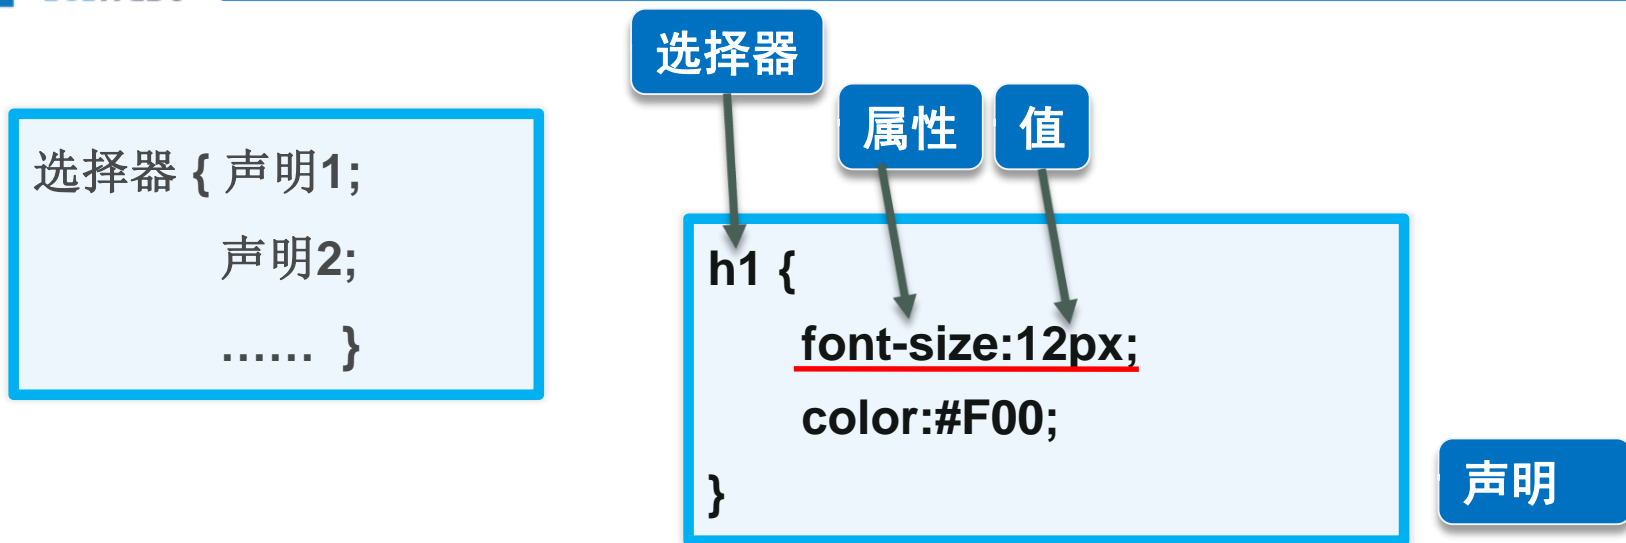 选择器
属性
值
选择器 { 声明1;
声明2;
…… }
h1 {
font-size:12px;
color:#F00;
}
声明